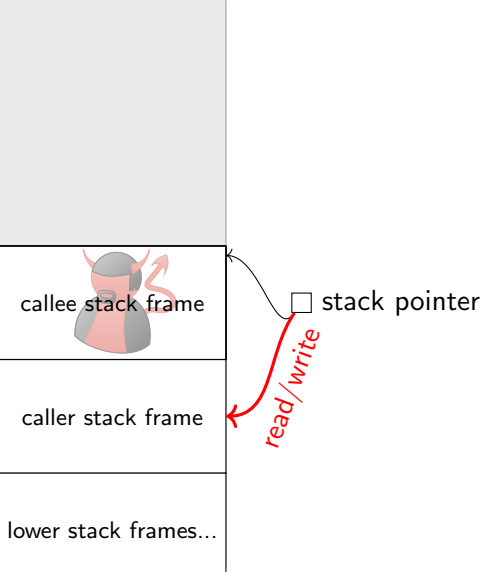 callee stack frame
stack pointer
read/write
caller stack frame
lower stack frames...